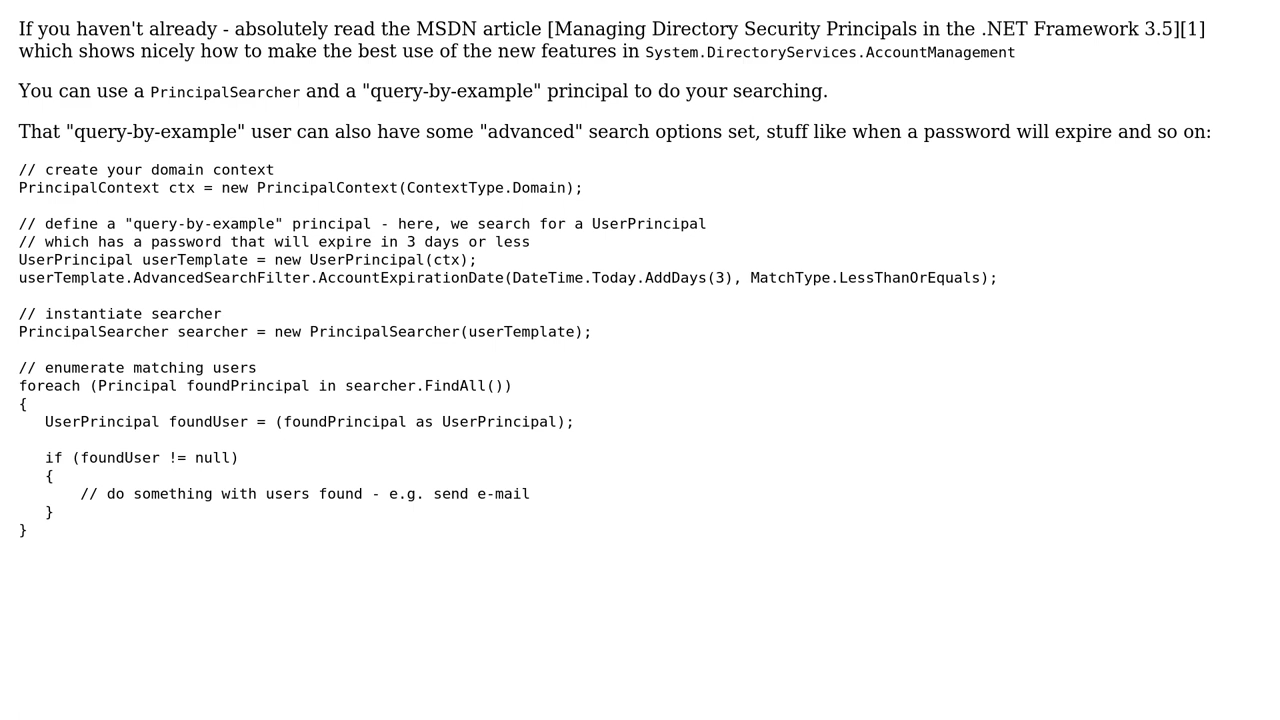 If you haven't already - absolutely read the MSDN article [Managing Directory Security Principals in the .NET Framework 3.5][1]
which shows nicely how to make the best use of the new features in System.DirectoryServices.AccountManagement
You can use a PrincipalSearcher and a "query-by-example" principal to do your searching.
That "query-by-example" user can also have some "advanced" search options set, stuff like when a password will expire and so on:
// create your domain context
PrincipalContext ctx = new PrincipalContext(ContextType.Domain);
// define a "query-by-example" principal - here, we search for a UserPrincipal
// which has a password that will expire in 3 days or less
UserPrincipal userTemplate = new UserPrincipal(ctx);
userTemplate.AdvancedSearchFilter.AccountExpirationDate(DateTime.Today.AddDays(3), MatchType.LessThanOrEquals);
// instantiate searcher
PrincipalSearcher searcher = new PrincipalSearcher(userTemplate);
// enumerate matching users
foreach (Principal foundPrincipal in searcher.FindAll())
{
   UserPrincipal foundUser = (foundPrincipal as UserPrincipal);
   if (foundUser != null)
   {
       // do something with users found - e.g. send e-mail
   }
}